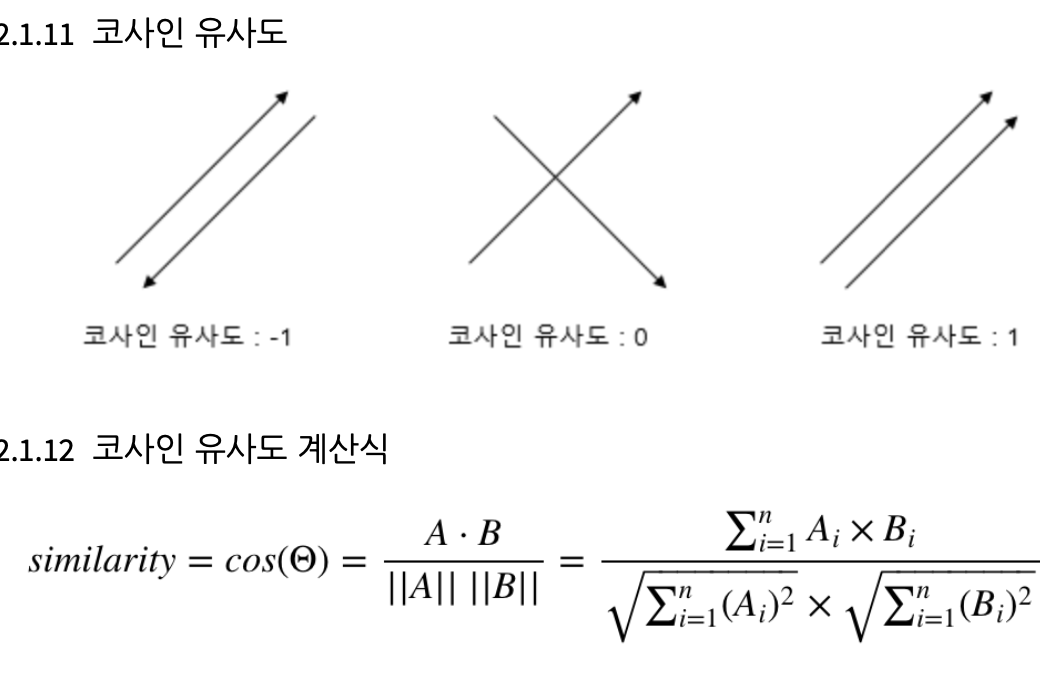 2.1.11 코사인 유사도
코사인 유사도 : -1
코사인 유사도 : 0
코사인 유사도 : 1
2.1.12 코사인 유사도 계산식
similarity = cos(Θ) = A · B / ||A|| ||B|| = ∑ⁿᵢ₌₁ Aᵢ × Bᵢ / √∑ⁿᵢ₌₁(Aᵢ)² × √∑ⁿᵢ₌₁(Bᵢ)²